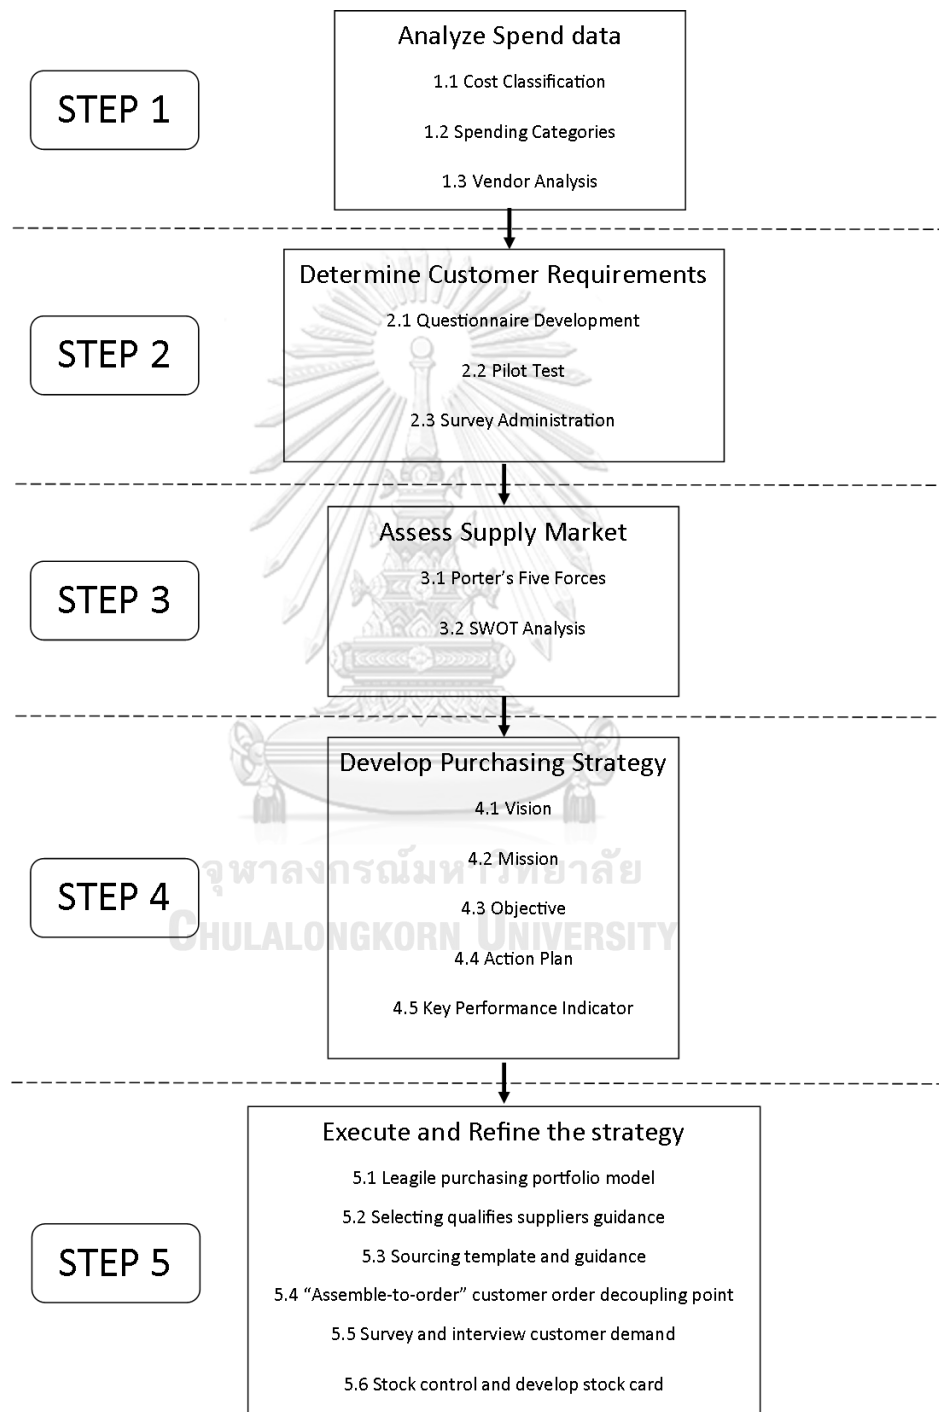 STEP 1
Analyze Spend data
1.1 Cost Classification
1.2 Spending Categories
1.3 Vendor Analysis
STEP 2
Determine Customer Requirements
2.1 Questionnaire Development
2.2 Pilot Test
2.3 Survey Administration
STEP 3
Assess Supply Market
3.1 Porter’s Five Forces
3.2 SWOT Analysis
STEP 4
Develop Purchasing Strategy
4.1 Vision
4.2 Mission
4.3 Objective
4.4 Action Plan
4.5 Key Performance Indicator
จุฬาลงกรณ์มหาวิทยาลัย
CHULALONGKORN UNIVERSITY
STEP 5
Execute and Refine the strategy
5.1 Leagile purchasing portfolio model
5.2 Selecting qualifies suppliers guidance
5.3 Sourcing template and guidance
5.4 “Assemble-to-order” customer order decoupling point
5.5 Survey and interview customer demand
5.6 Stock control and develop stock card